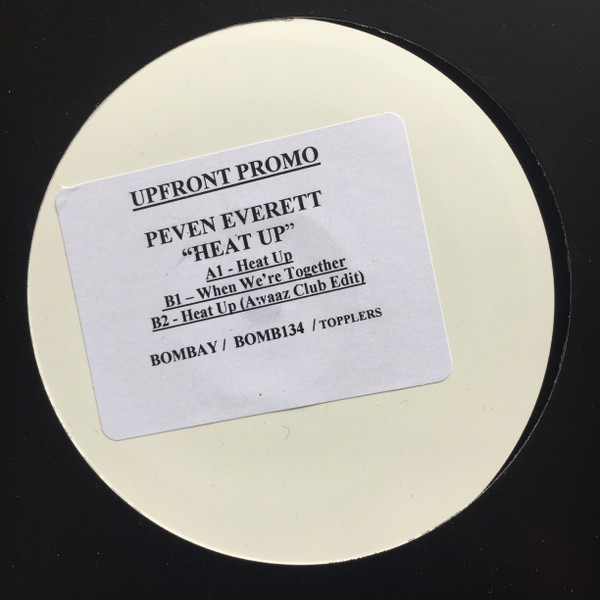 UPFRONT PROMO
PEVEN EVERETT
“HEAT UP”
A1 - Heat Up
B1 – When We’re Together
B2 - Heat Up (Awaaz Club Edit)
BOMBAY / BOMB134 / TOPPLERS